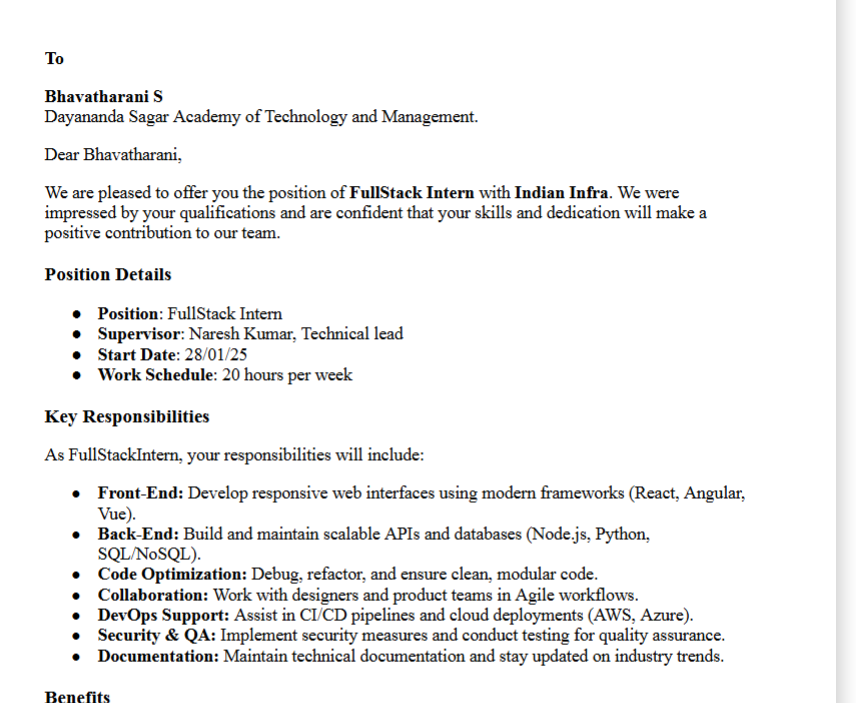 To
Bhavatharani S
Dayananda Sagar Academy of Technology and Management.
Dear Bhavatharani,
We are pleased to offer you the position of FullStack Intern with Indian Infra. We were
impressed by your qualifications and are confident that your skills and dedication will make a
positive contribution to our team.
Position Details
● Position: FullStack Intern
● Supervisor: Naresh Kumar, Technical lead
● Start Date: 28/01/25
● Work Schedule: 20 hours per week
Key Responsibilities
As FullStackIntern, your responsibilities will include:
● Front-End: Develop responsive web interfaces using modern frameworks (React, Angular,
Vue).
● Back-End: Build and maintain scalable APIs and databases (Node.js, Python,
SQL/NoSQL).
● Code Optimization: Debug, refactor, and ensure clean, modular code.
● Collaboration: Work with designers and product teams in Agile workflows.
● DevOps Support: Assist in CI/CD pipelines and cloud deployments (AWS, Azure).
● Security & QA: Implement security measures and conduct testing for quality assurance.
● Documentation: Maintain technical documentation and stay updated on industry trends.
Benefits